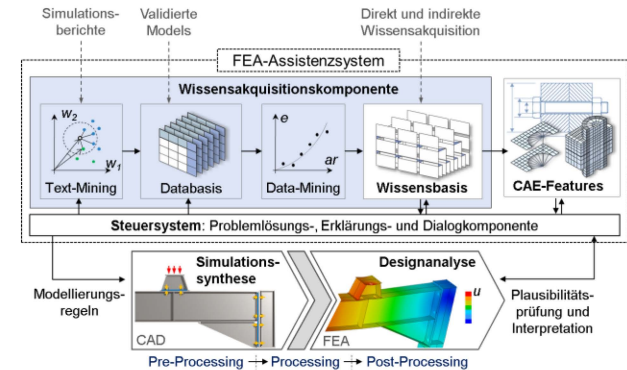 Simulations-
berichte
Validierte
Models
Direkt und indirekte
Wissensakquisition
FEA-Assistenzsystem
Wissensakquisitionskomponente
w2
w1
Text-Mining
Databasis
e
ar
Data-Mining
Wissensbasis
CAE-Features
Steuersystem: Problemlösungs-, Erklärungs- und Dialogkomponente
Modellierungs-
regeln
Simulations-
synthese
CAD
Designanalyse
u
FEA
Plausibilitäts-
prüfung und
Interpretation
Pre-Processing
Processing
Post-Processing